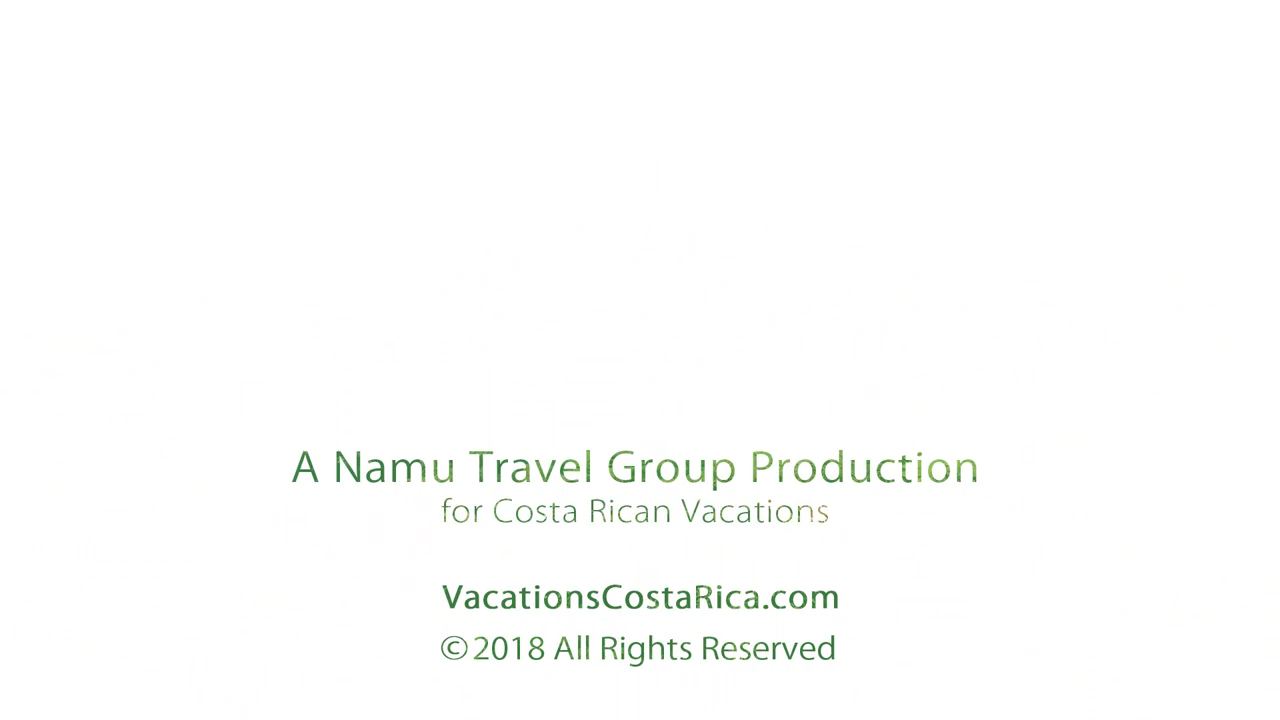 A Namu Travel Group Production
for Costa Rican Vacations
VacationsCostaRica.com
©2018 All Rights Reserved